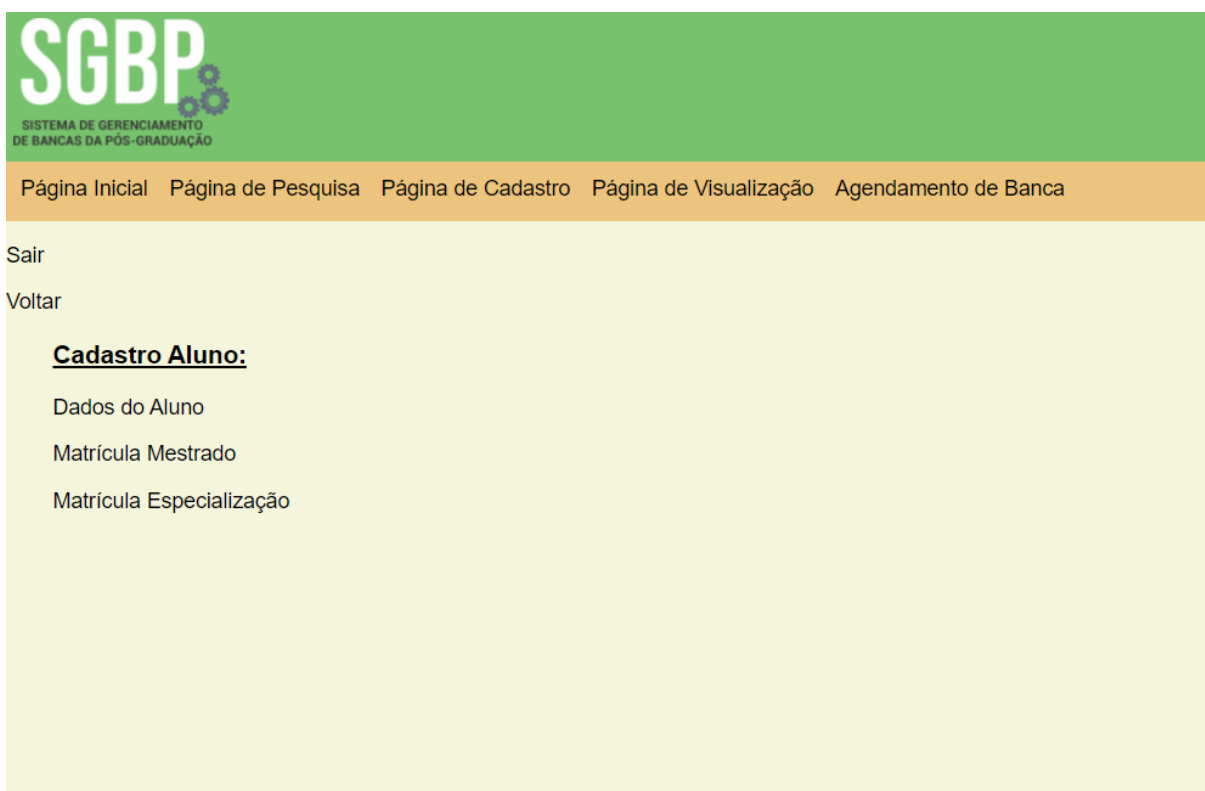 SGBP
SISTEMA DE GERENCIAMENTO
DE BANCAS DA PÓS-GRADUAÇÃO
Página Inicial Página de Pesquisa Página de Cadastro Página de Visualização Agendamento de Banca
Sair
Voltar
Cadastro Aluno:
Dados do Aluno
Matrícula Mestrado
Matrícula Especialização